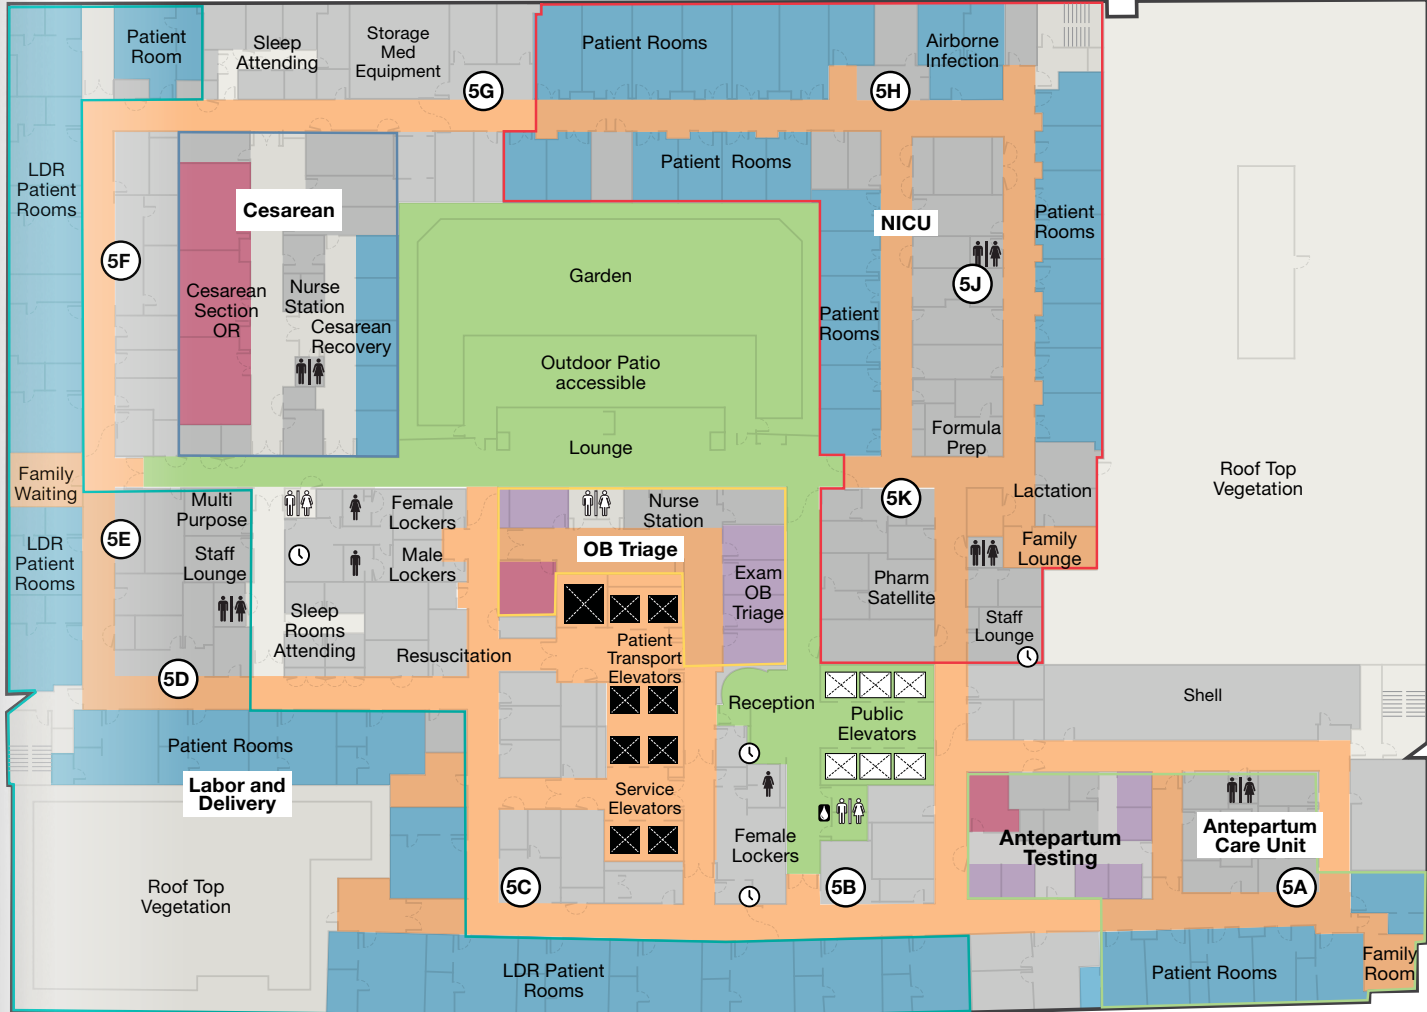 Patient
Room
Sleep
Attending
Storage
Med
Equipment
5G
Patient Rooms
5H
Airborne
Infection
LDR
Patient
Rooms
Cesarean
5F
Cesarean
Section
OR
Nurse
Station
Cesarean
Recovery
Patient Rooms
NICU
5J
Patient
Rooms
Patient
Rooms
Garden
Outdoor Patio
accessible
Lounge
Formula
Prep
Roof Top
Vegetation
Family
Waiting
5E
LDR
Patient
Rooms
Multi
Purpose
Staff
Lounge
Female
Lockers
Male
Lockers
Sleep
Rooms
Attending
Resuscitation
Nurse
Station
OB Triage
Exam
OB
Triage
5K
Lactation
Family
Lounge
Pharm
Satellite
Staff
Lounge
5D
Patient
Transport
Elevators
Reception
Public
Elevators
Shell
Patient Rooms
Labor and
Delivery
Service
Elevators
Female
Lockers
Antepartum
Testing
Antepartum
Care Unit
5C
5B
5A
Roof Top
Vegetation
LDR Patient
Rooms
Patient Rooms
Family
Room